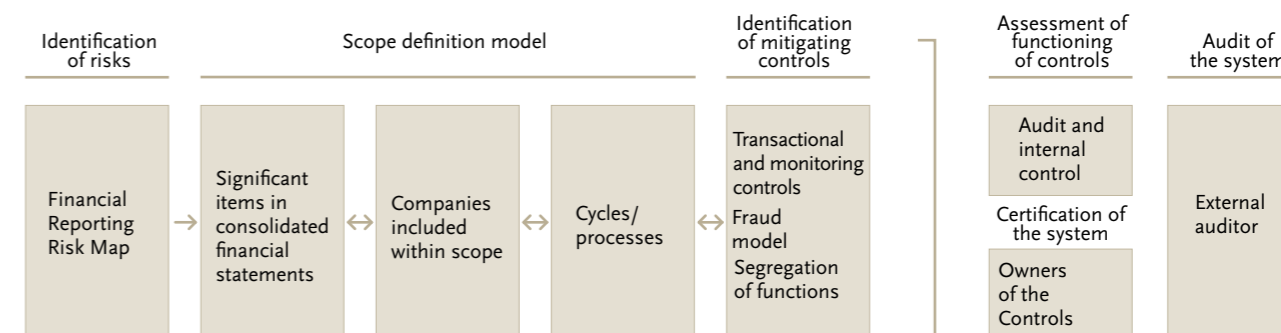 Identification
of risks
Scope definition model
Identification
of mitigating
controls
Assessment of
functioning
of controls
Audit of
the system
Financial
Reporting
Risk Map
Significant
items in
consolidated
financial
statements
Companies
included
within scope
Cycles/
processes
Transactional
and monitoring
controls
Fraud
model
Segregation
of functions
Audit and
internal
control
Certification of
the system
Owners
of the
Controls
External
auditor